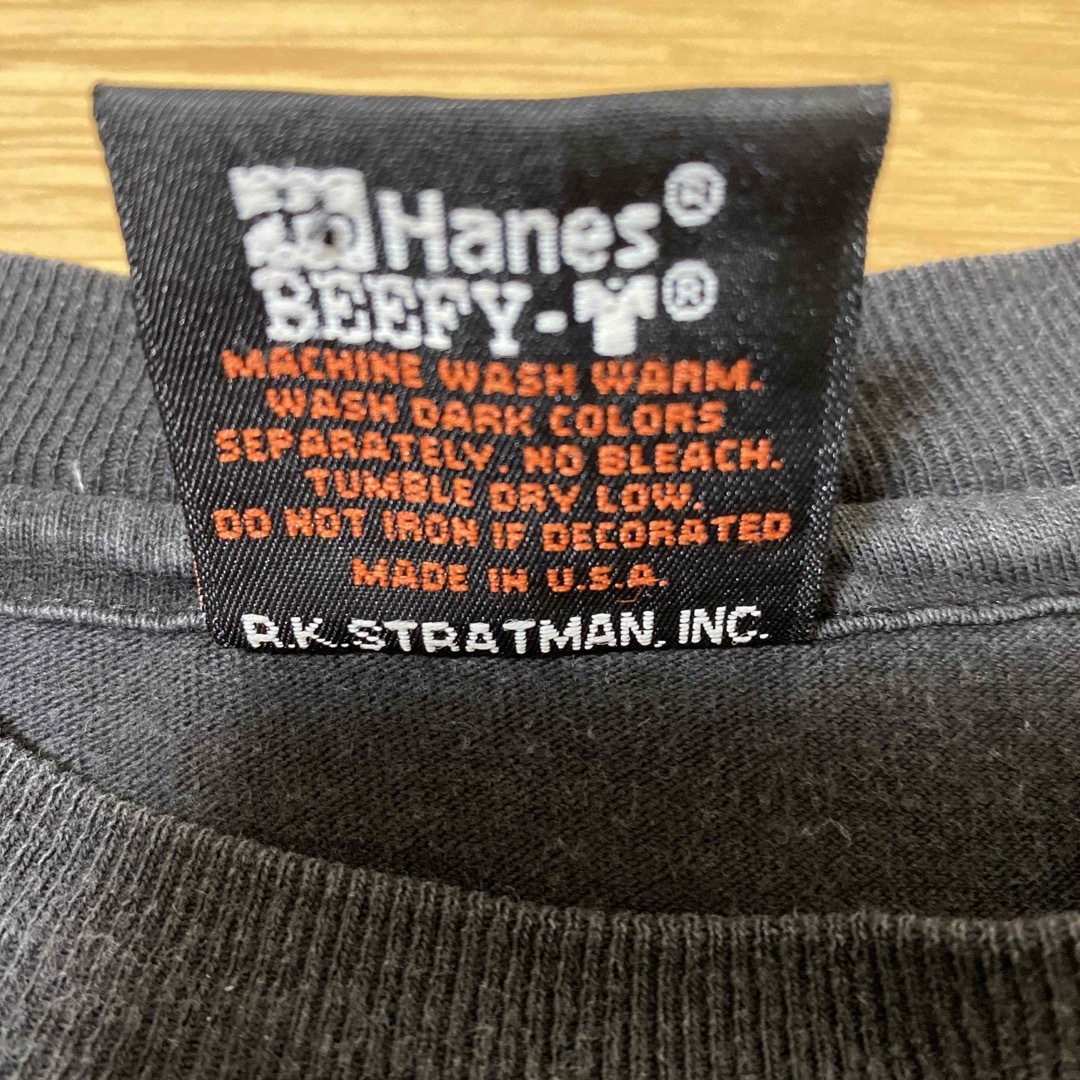 Hanes®
BEEFY-T®
MACHINE WASH WARM.
WASH DARK COLORS
SEPARATELY. NO BLEACH.
TUMBLE DRY LOW.
DO NOT IRON IF DECORATED
MADE IN U.S.A.
R.K. STRATMAN, INC.